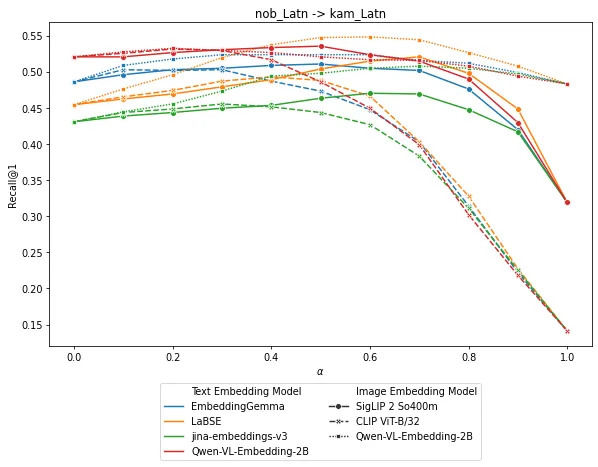 nob_Latn -> kam_Latn
Recall@1
0.55
0.50
0.45
0.40
0.35
0.30
0.25
0.20
0.15
0.0 0.2 0.4 0.6 0.8 1.0
α
Text Embedding Model
EmbeddingGemma
LaBSE
jina-embeddings-v3
Qwen-VL-Embedding-2B
Image Embedding Model
SigLIP 2 So400m
CLIP ViT-B/32
Qwen-VL-Embedding-2B